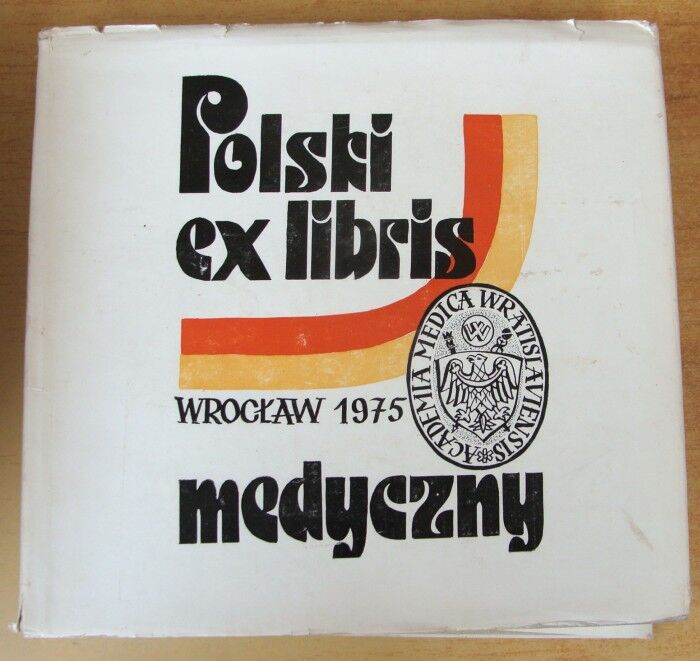 Polski
ex libris
WROCŁAW 1975
ACADEMIA MEDICA WRATISLAVIENSIS
W
medyczny